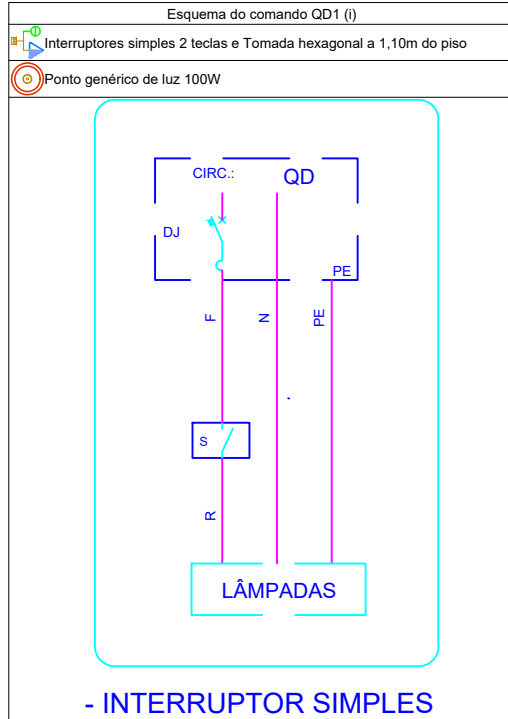 Esquema do comando QD1 (i)
Interruptores simples 2 teclas e Tomada hexagonal a 1,10m do piso
Ponto genérico de luz 100W
CIRC.: QD
DJ
PE
F N PE
S
R
LÂMPADAS
- INTERRUPTOR SIMPLES